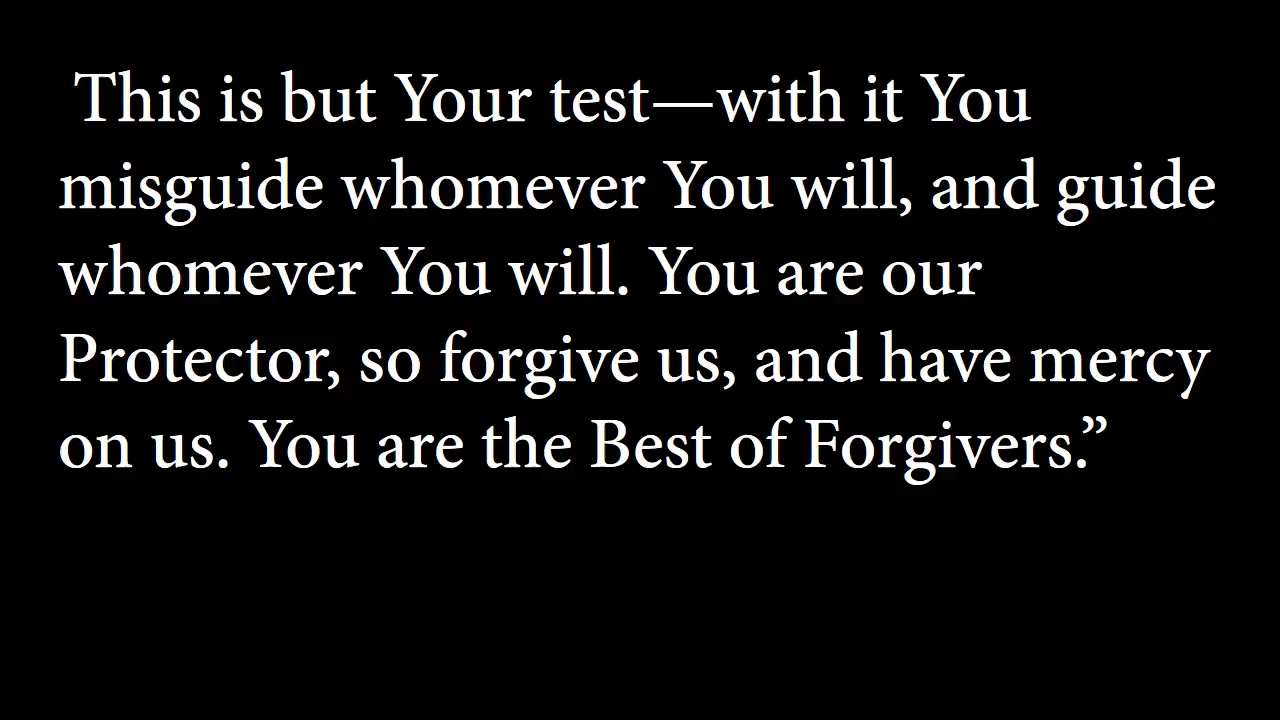 This is but Your test—with it You
misguide whomever You will, and guide
whomever You will. You are our
Protector, so forgive us, and have mercy
on us. You are the Best of Forgivers.”